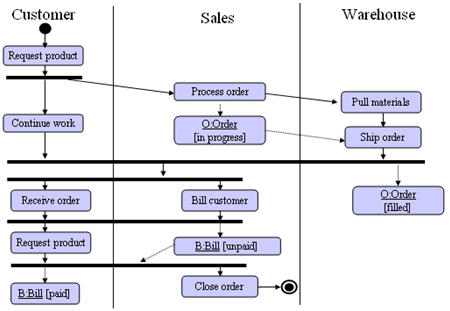 Customer
Sales
Warehouse
Request product
Process order
Pull materials
Continue work
O:Order
[in progress]
Ship order
Receive order
Bill customer
O:Order
[filled]
Request product
B:Bill [unpaid]
B:Bill [paid]
Close order